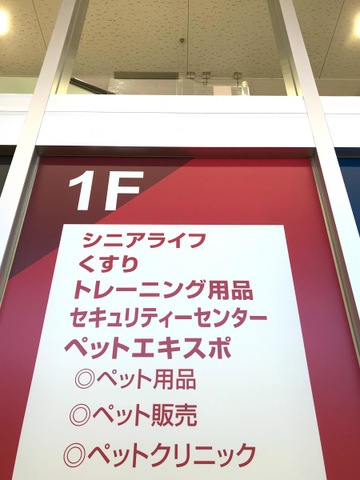 1F
シニアライフ
くすり
トレーニング用品
セキュリティーセンター
ペットエキスポ
◎ペット用品
◎ペット販売
◎ペットクリニック